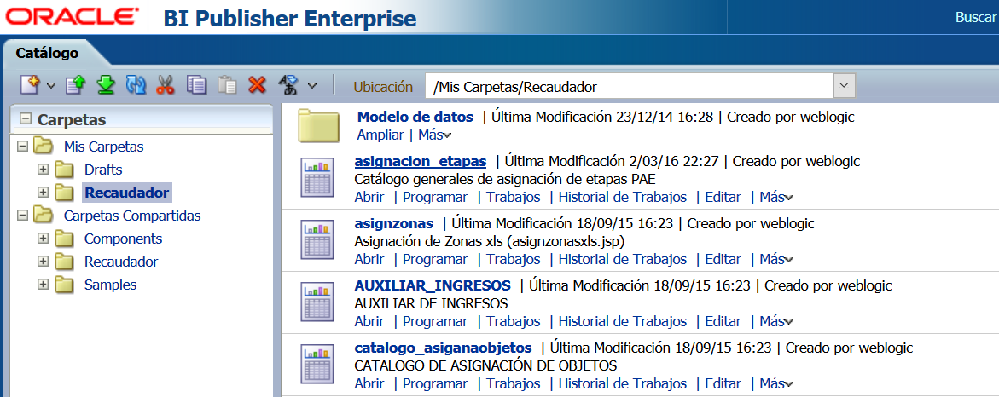 ORACLE BI Publisher Enterprise
Buscar
Catálogo
Ubicación /Mis Carpetas/Recaudador
Carpetas
Mis Carpetas
Drafts
Recaudador
Carpetas Compartidas
Components
Recaudador
Samples
Modelo de datos | Última Modificación 23/12/14 16:28 | Creado por weblogic
Ampliar | Más
asignacion_etapas | Última Modificación 2/03/16 22:27 | Creado por weblogic
Catálogo generales de asignación de etapas PAE
Abrir | Programar | Trabajos | Historial de Trabajos | Editar | Más
asignzonas | Última Modificación 18/09/15 16:23 | Creado por weblogic
Asignación de Zonas xls (asignzonasxls.jsp)
Abrir | Programar | Trabajos | Historial de Trabajos | Editar | Más
AUXILIAR_INGRESOS | Última Modificación 18/09/15 16:23 | Creado por weblogic
AUXILIAR DE INGRESOS
Abrir | Programar | Trabajos | Historial de Trabajos | Editar | Más
catalogo_asiganaobjetos | Última Modificación 18/09/15 16:23 | Creado por weblogic
CATALOGO DE ASIGNACIÓN DE OBJETOS
Abrir | Programar | Trabajos | Historial de Trabajos | Editar | Más